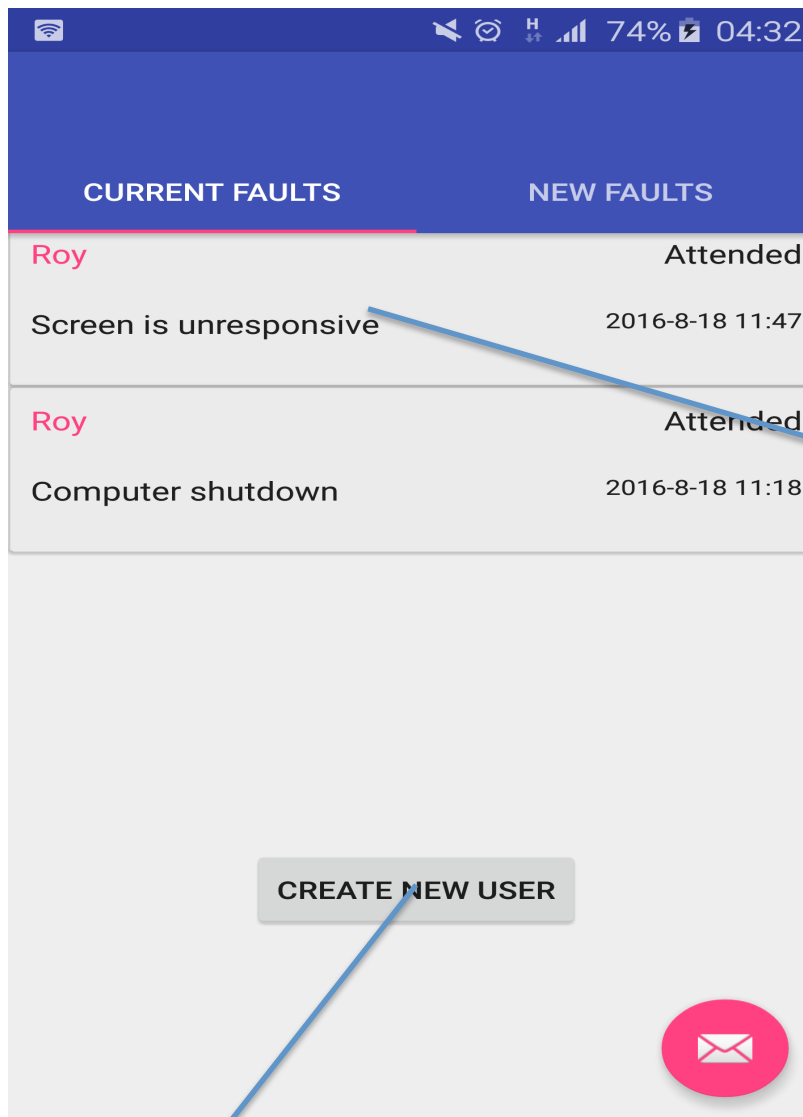 H 74% 04:32
CURRENT FAULTS NEW FAULTS
Roy Attended
Screen is unresponsive 2016-8-18 11:47
Roy Attended
Computer shutdown 2016-8-18 11:18
CREATE NEW USER